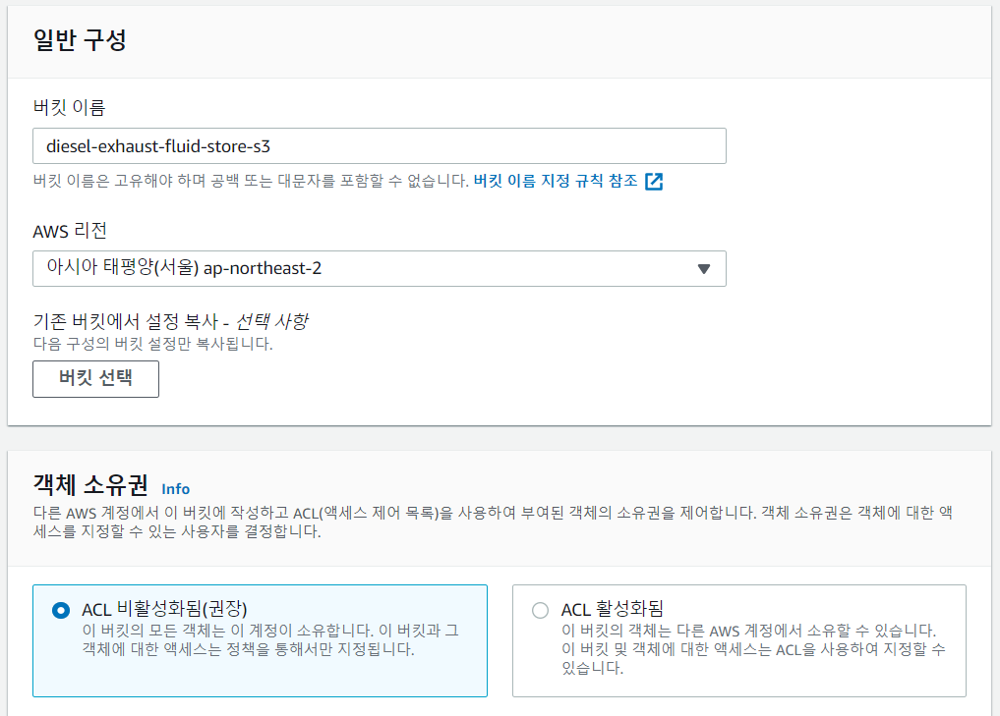 일반 구성
버킷 이름
diesel-exhaust-fluid-store-s3
버킷 이름은 고유해야 하며 공백 또는 대문자를 포함할 수 없습니다. 버킷 이름 지정 규칙 참조
AWS 리전
아시아 태평양(서울) ap-northeast-2
기존 버킷에서 설정 복사 - 선택 사항
다음 구성의 버킷 설정만 복사됩니다.
버킷 선택
객체 소유권 Info
다른 AWS 계정에서 이 버킷에 작성하고 ACL(액세스 제어 목록)을 사용하여 부여된 객체의 소유권을 제어합니다. 객체 소유권은 객체에 대한 액
세스를 지정할 수 있는 사용자를 결정합니다.
ACL 비활성화됨(권장)
이 버킷의 모든 객체는 이 계정이 소유합니다. 이 버킷과 그
객체에 대한 액세스는 정책을 통해서만 지정됩니다.
ACL 활성화됨
이 버킷의 객체는 다른 AWS 계정에서 소유할 수 있습니다.
이 버킷 및 객체에 대한 액세스는 ACL을 사용하여 지정할 수
있습니다.